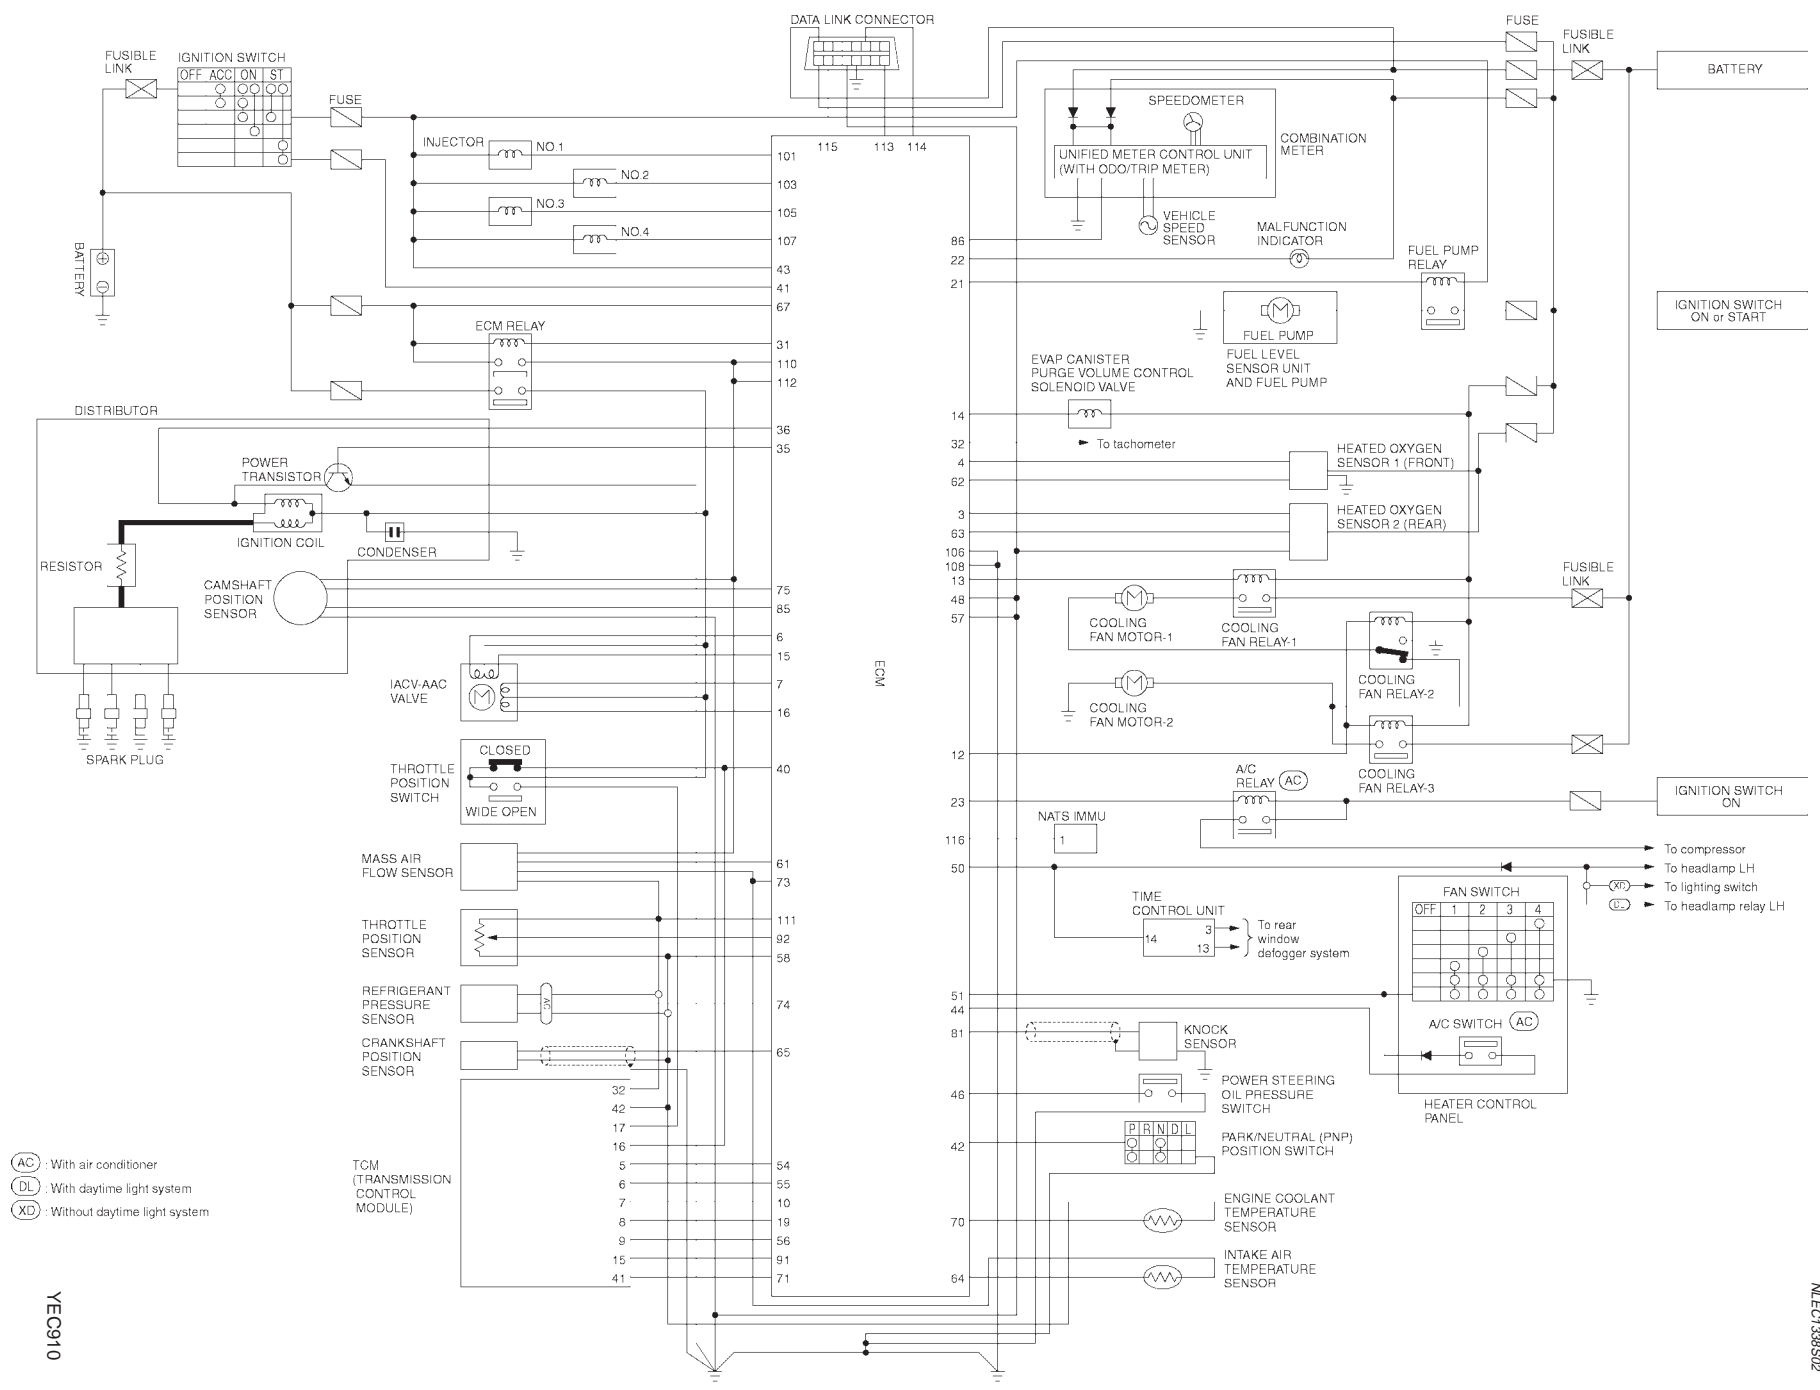 DATA LINK CONNECTOR
FUSE
FUSIBLE
LINK
BATTERY
FUSIBLE
LINK
IGNITION SWITCH
OFF ACC ON ST
FUSE
115 113 114
SPEEDOMETER
COMBINATION
METER
UNIFIED METER CONTROL UNIT
(WITH ODO/TRIP METER)
VEHICLE
SPEED
SENSOR
MALFUNCTION
INDICATOR
FUEL PUMP
RELAY
INJECTOR
NO.1
NO.2
NO.3
NO.4
101
103
105
107
43
41
67
31
110
112
36
35
75
85
6
15
7
16
40
61
73
111
92
58
74
65
54
55
10
19
56
91
71
BATTERY
ECM RELAY
DISTRIBUTOR
POWER
TRANSISTOR
IGNITION COIL
CONDENSER
RESISTOR
CAMSHAFT
POSITION
SENSOR
SPARK PLUG
IACV-AAC
VALVE
M
CLOSED
THROTTLE
POSITION
SWITCH
WIDE OPEN
MASS AIR
FLOW SENSOR
THROTTLE
POSITION
SENSOR
REFRIGERANT
PRESSURE
SENSOR
AC
CRANKSHAFT
POSITION
SENSOR
TCM
(TRANSMISSION
CONTROL
MODULE)
32
42
17
16
5
6
7
8
9
15
41
ECM
86
22
21
14
32
4
62
3
63
106
108
13
48
57
12
23
116
50
51
44
81
46
42
70
64
M
FUEL PUMP
FUEL LEVEL
SENSOR UNIT
AND FUEL PUMP
IGNITION SWITCH
ON or START
EVAP CANISTER
PURGE VOLUME CONTROL
SOLENOID VALVE
To tachometer
HEATED OXYGEN
SENSOR 1 (FRONT)
HEATED OXYGEN
SENSOR 2 (REAR)
FUSIBLE
LINK
M
COOLING
FAN MOTOR-1
COOLING
FAN RELAY-1
COOLING
FAN RELAY-2
M
COOLING
FAN MOTOR-2
COOLING
FAN RELAY-3
A/C
RELAY AC
IGNITION SWITCH
ON
NATS IMMU
1
To compressor
To headlamp LH
XD To lighting switch
DL To headlamp relay LH
TIME
CONTROL UNIT
14
3
13
To rear
window
defogger system
FAN SWITCH
OFF 1 2 3 4
A/C SWITCH AC
HEATER CONTROL
PANEL
KNOCK
SENSOR
POWER STEERING
OIL PRESSURE
SWITCH
P R N D L
PARK/NEUTRAL (PNP)
POSITION SWITCH
ENGINE COOLANT
TEMPERATURE
SENSOR
INTAKE AIR
TEMPERATURE
SENSOR
AC : With air conditioner
DL : With daytime light system
XD : Without daytime light system
YEC910
NLEC1338S02